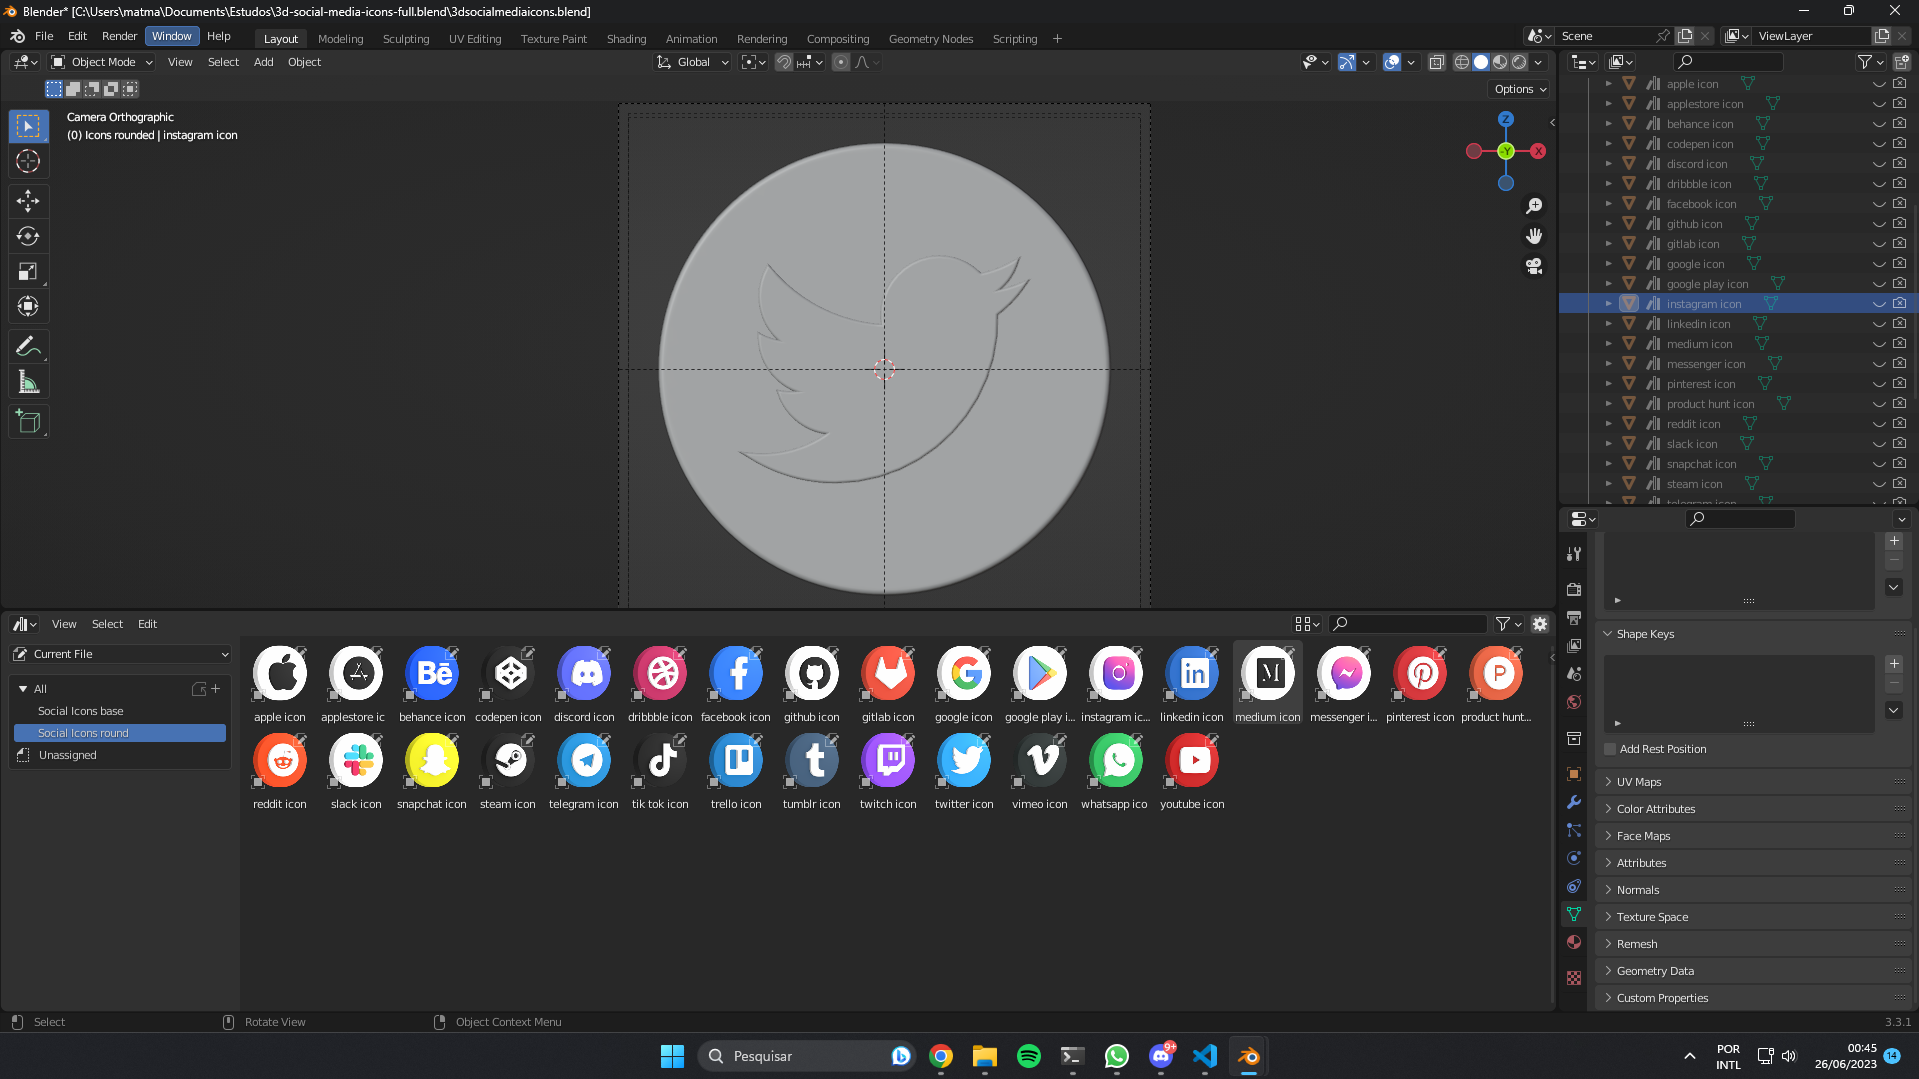 Blender* [C:\Users\matma\Documents\Estudos\3d-social-media-icons-full.blend\3dsocialmediaicons.blend]
File Edit Render Window Help Layout Modeling Sculpting UV Editing Texture Paint Shading Animation Rendering Compositing Geometry Nodes Scripting +
Scene
ViewLayer
Object Mode View Select Add Object
Global
Options
Camera Orthographic
(0) Icons rounded | instagram icon
Z
-Y
X
apple icon
applestore icon
behance icon
codepen icon
discord icon
dribbble icon
facebook icon
github icon
gitlab icon
google icon
google play icon
instagram icon
linkedin icon
medium icon
messenger icon
pinterest icon
product hunt icon
reddit icon
slack icon
snapchat icon
steam icon
telegram icon
Shape Keys
Add Rest Position
UV Maps
Color Attributes
Face Maps
Attributes
Normals
Texture Space
Remesh
Geometry Data
Custom Properties
View Select Edit
Current File
All
Social Icons base
Social Icons round
Unassigned
apple icon applestore ic behance icon codepen icon discord icon dribbble icon facebook icon github icon gitlab icon google icon google play i... instagram ic... linkedin icon medium icon messenger i... pinterest icon product hunt...
reddit icon slack icon snapchat icon steam icon telegram icon tik tok icon trello icon tumblr icon twitch icon twitter icon vimeo icon whatsapp ico youtube icon
Select
Rotate View
Object Context Menu
3.3.1
Pesquisar
9+
POR
INTL
00:45
26/06/2023
14